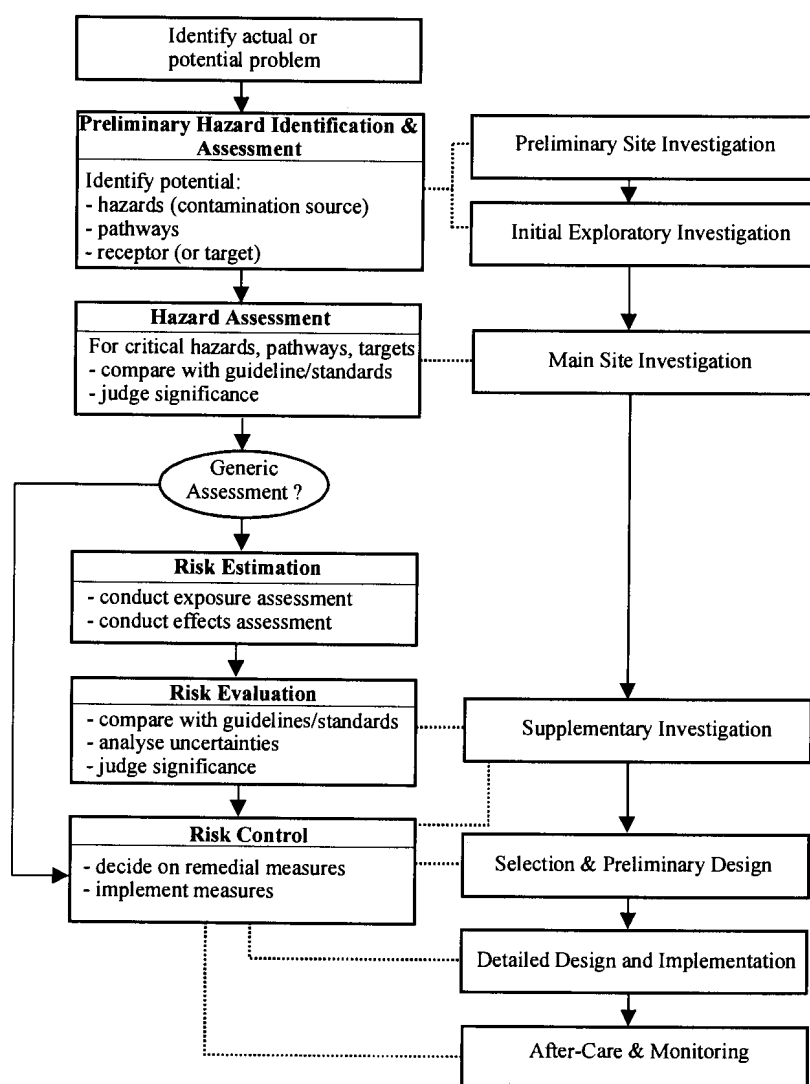 Identify actual or
potential problem
Preliminary Hazard Identification &
Assessment
Identify potential:
- hazards (contamination source)
- pathways
- receptor (or target)
Preliminary Site Investigation
Initial Exploratory Investigation
Hazard Assessment
For critical hazards, pathways, targets
- compare with guideline/standards
- judge significance
Main Site Investigation
Generic
Assessment ?
Risk Estimation
- conduct exposure assessment
- conduct effects assessment
Risk Evaluation
- compare with guidelines/standards
- analyse uncertainties
- judge significance
Supplementary Investigation
Risk Control
- decide on remedial measures
- implement measures
Selection & Preliminary Design
Detailed Design and Implementation
After-Care & Monitoring